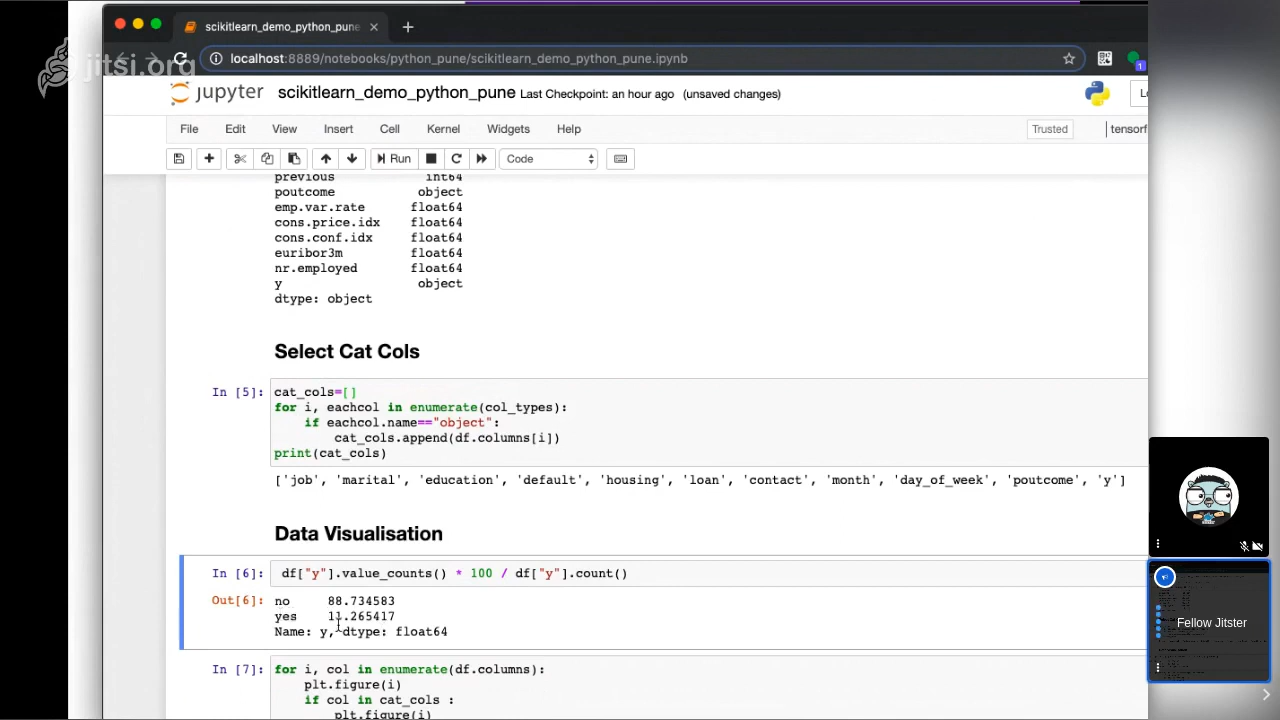 scikitlearn_demo_python_pune
jitsi.org
localhost:8889/notebooks/python_pune/scikitlearn_demo_python_pune.ipynb
1
jupyter scikitlearn_demo_python_pune Last Checkpoint: an hour ago (unsaved changes)
File Edit View Insert Cell Kernel Widgets Help Trusted tensorf
Run Code
previous int64
poutcome object
emp.var.rate float64
cons.price.idx float64
cons.conf.idx float64
euribor3m float64
nr.employed float64
y object
dtype: object
Select Cat Cols
In [5]: cat_cols=[]
for i, eachcol in enumerate(col_types):
if eachcol.name=="object":
cat_cols.append(df.columns[i])
print(cat_cols)
['job', 'marital', 'education', 'default', 'housing', 'loan', 'contact', 'month', 'day_of_week', 'poutcome', 'y']
Data Visualisation
In [6]: df["y"].value_counts() * 100 / df["y"].count()
Out[6]: no 88.734583
yes 11.265417
Name: y, dtype: float64
In [7]: for i, col in enumerate(df.columns):
plt.figure(i)
if col in cat_cols :
plt.figure(i)
Fellow Jitster